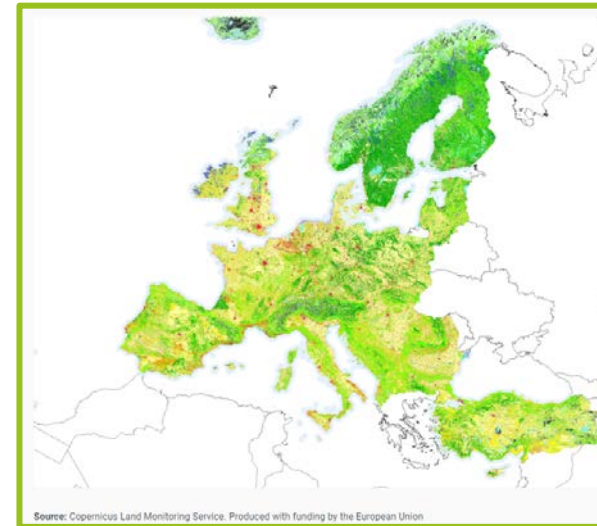 Source: Copernicus Land Monitoring Service. Produced with funding by the European Union